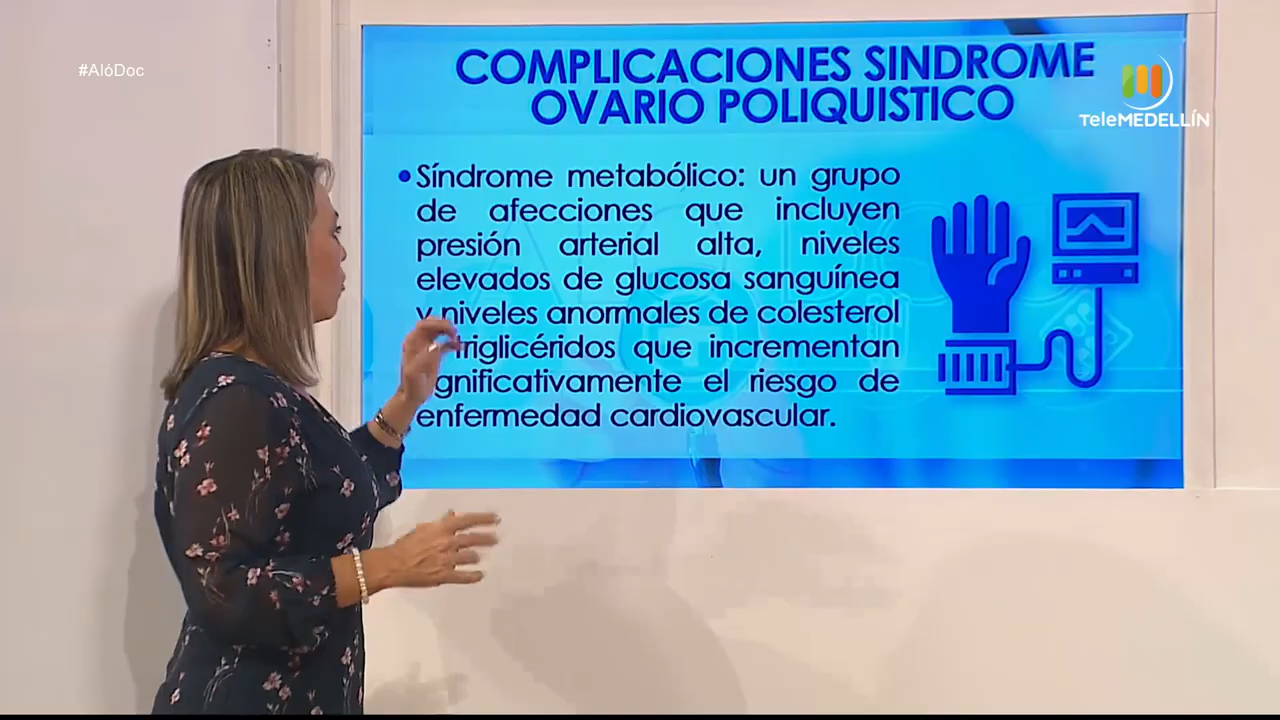 #AlóDoc
COMPLICACIONES SINDROME
OVARIO POLIQUISTICO
TeleMEDELLÍN
•Síndrome metabólico: un grupo
de afecciones que incluyen
presión arterial alta, niveles
elevados de glucosa sanguínea
y niveles anormales de colesterol
triglicéridos que incrementan
gnificativamente el riesgo de
enfermedad cardiovascular.